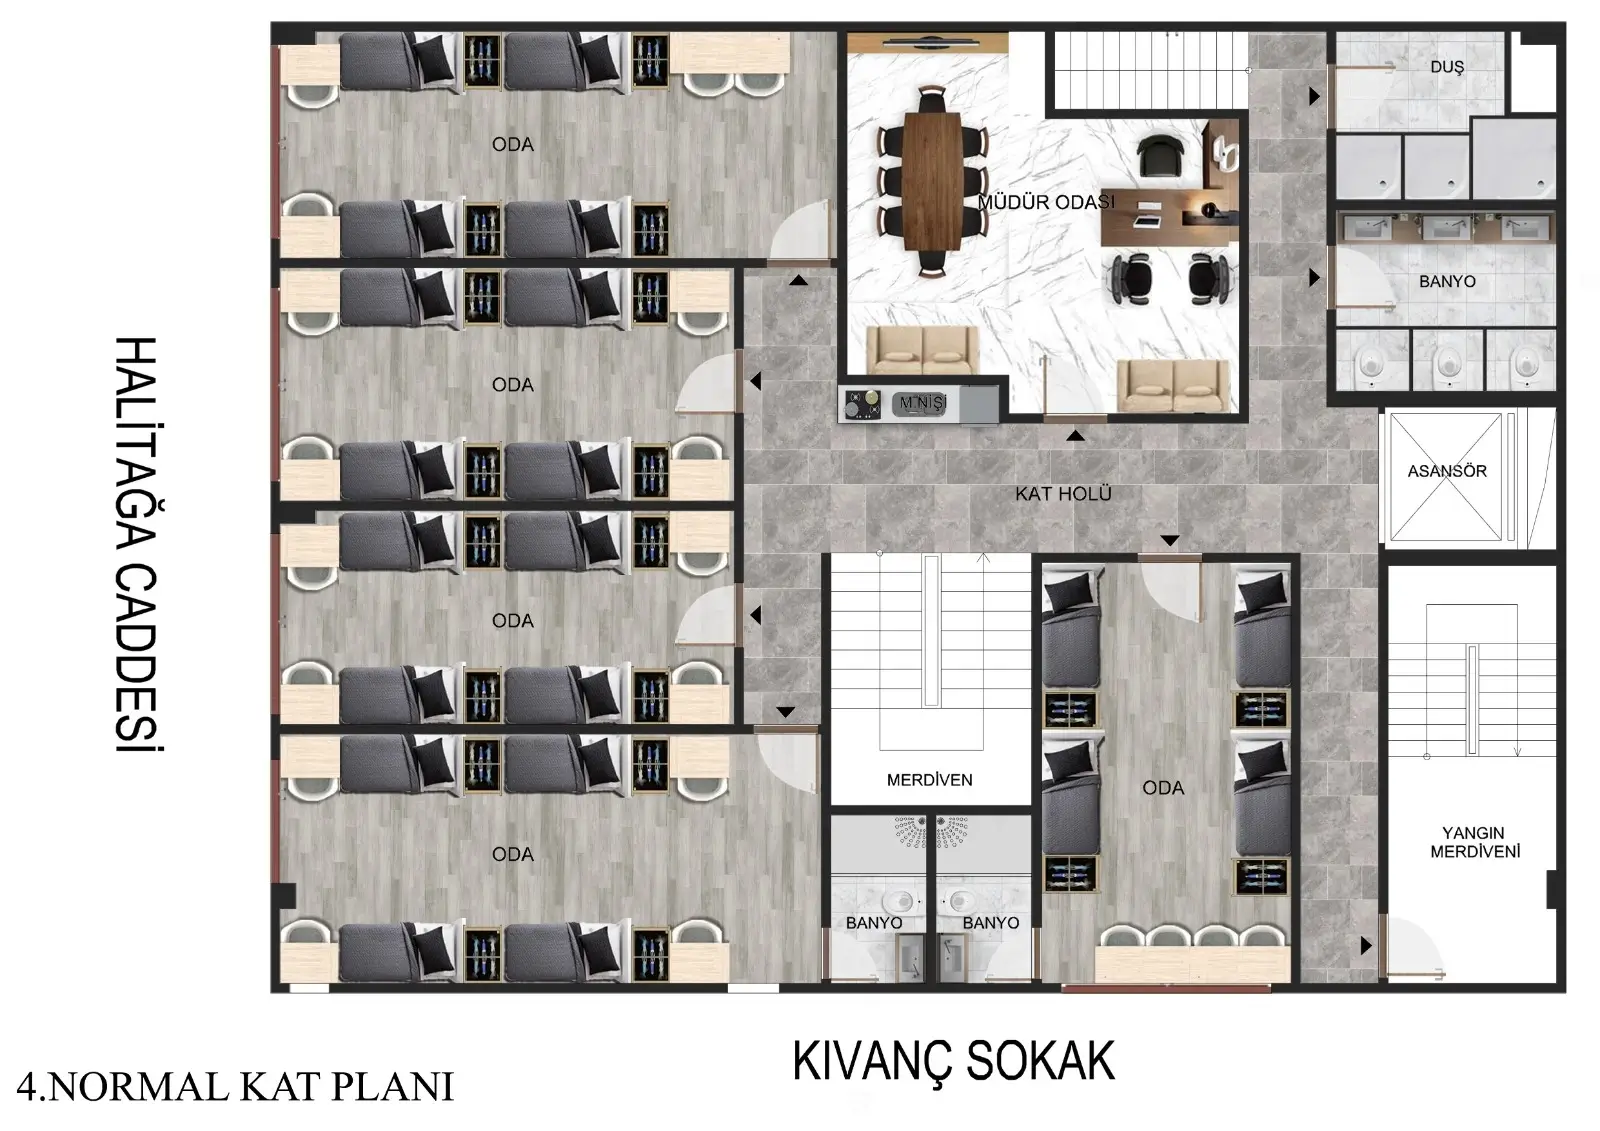 DUŞ
ODA
MÜDÜR ODASI
BANYO
HALİTAĞA CADDESİ
ODA
M.NİŞİ
ASANSÖR
KAT HOLÜ
ODA
MERDİVEN
ODA
YANGIN
MERDİVENİ
ODA
BANYO
BANYO
KIVANÇ SOKAK
4.NORMAL KAT PLANI